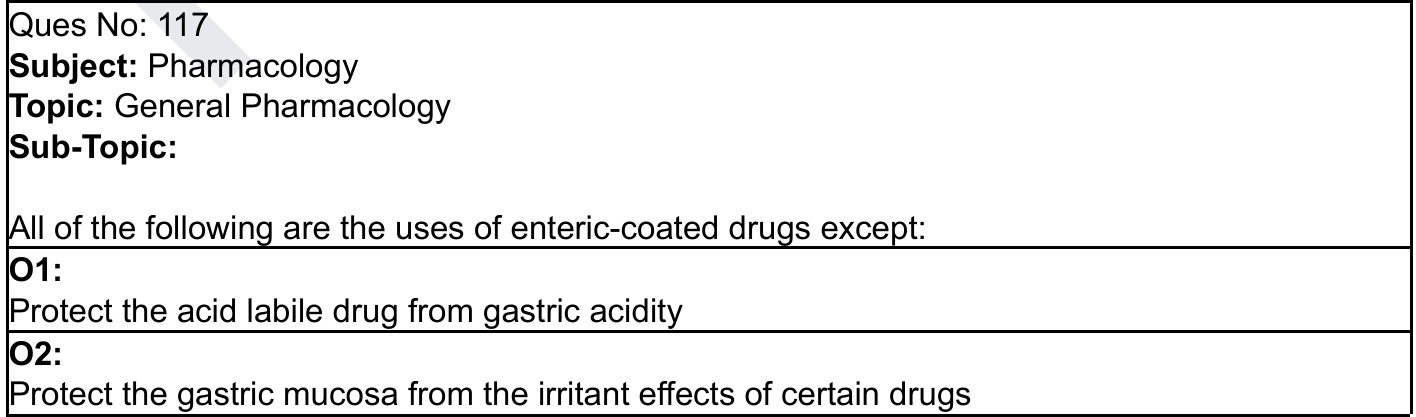 Ques No: 117
Subject: Pharmacology
Topic: General Pharmacology
Sub-Topic:
All of the following are the uses of enteric-coated drugs except:
O1:
Protect the acid labile drug from gastric acidity
O2:
Protect the gastric mucosa from the irritant effects of certain drugs